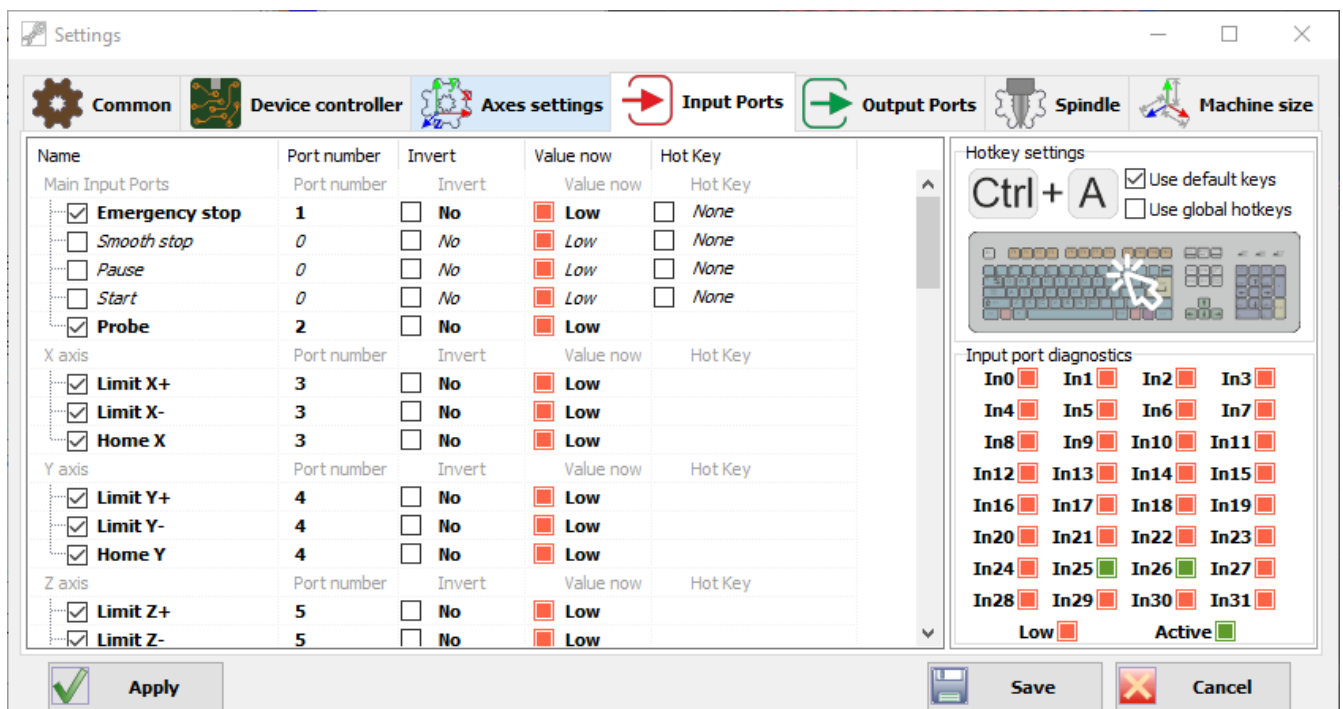 Settings
Common Device controller Axes settings Input Ports Output Ports Spindle Machine size
Name Port number Invert Value now Hot Key
Main Input Ports Port number Invert Value now Hot Key
Emergency stop 1 No Low None
Smooth stop 0 No Low None
Pause 0 No Low None
Start 0 No Low None
Probe 2 No Low
X axis Port number Invert Value now Hot Key
Limit X+ 3 No Low
Limit X- 3 No Low
Home X 3 No Low
Y axis Port number Invert Value now Hot Key
Limit Y+ 4 No Low
Limit Y- 4 No Low
Home Y 4 No Low
Z axis Port number Invert Value now Hot Key
Limit Z+ 5 No Low
Limit Z- 5 No Low
Hotkey settings
Ctrl + A
Use default keys
Use global hotkeys
Input port diagnostics
In0 In1 In2 In3
In4 In5 In6 In7
In8 In9 In10 In11
In12 In13 In14 In15
In16 In17 In18 In19
In20 In21 In22 In23
In24 In25 In26 In27
In28 In29 In30 In31
Low Active
Apply Save Cancel